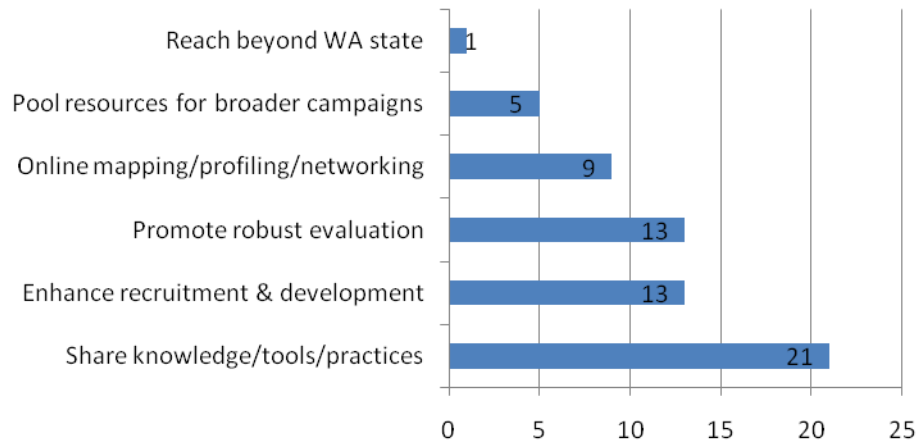 Reach beyond WA state 1
Pool resources for broader campaigns 5
Online mapping/profiling/networking 9
Promote robust evaluation 13
Enhance recruitment & development 13
Share knowledge/tools/practices 21
0 5 10 15 20 25